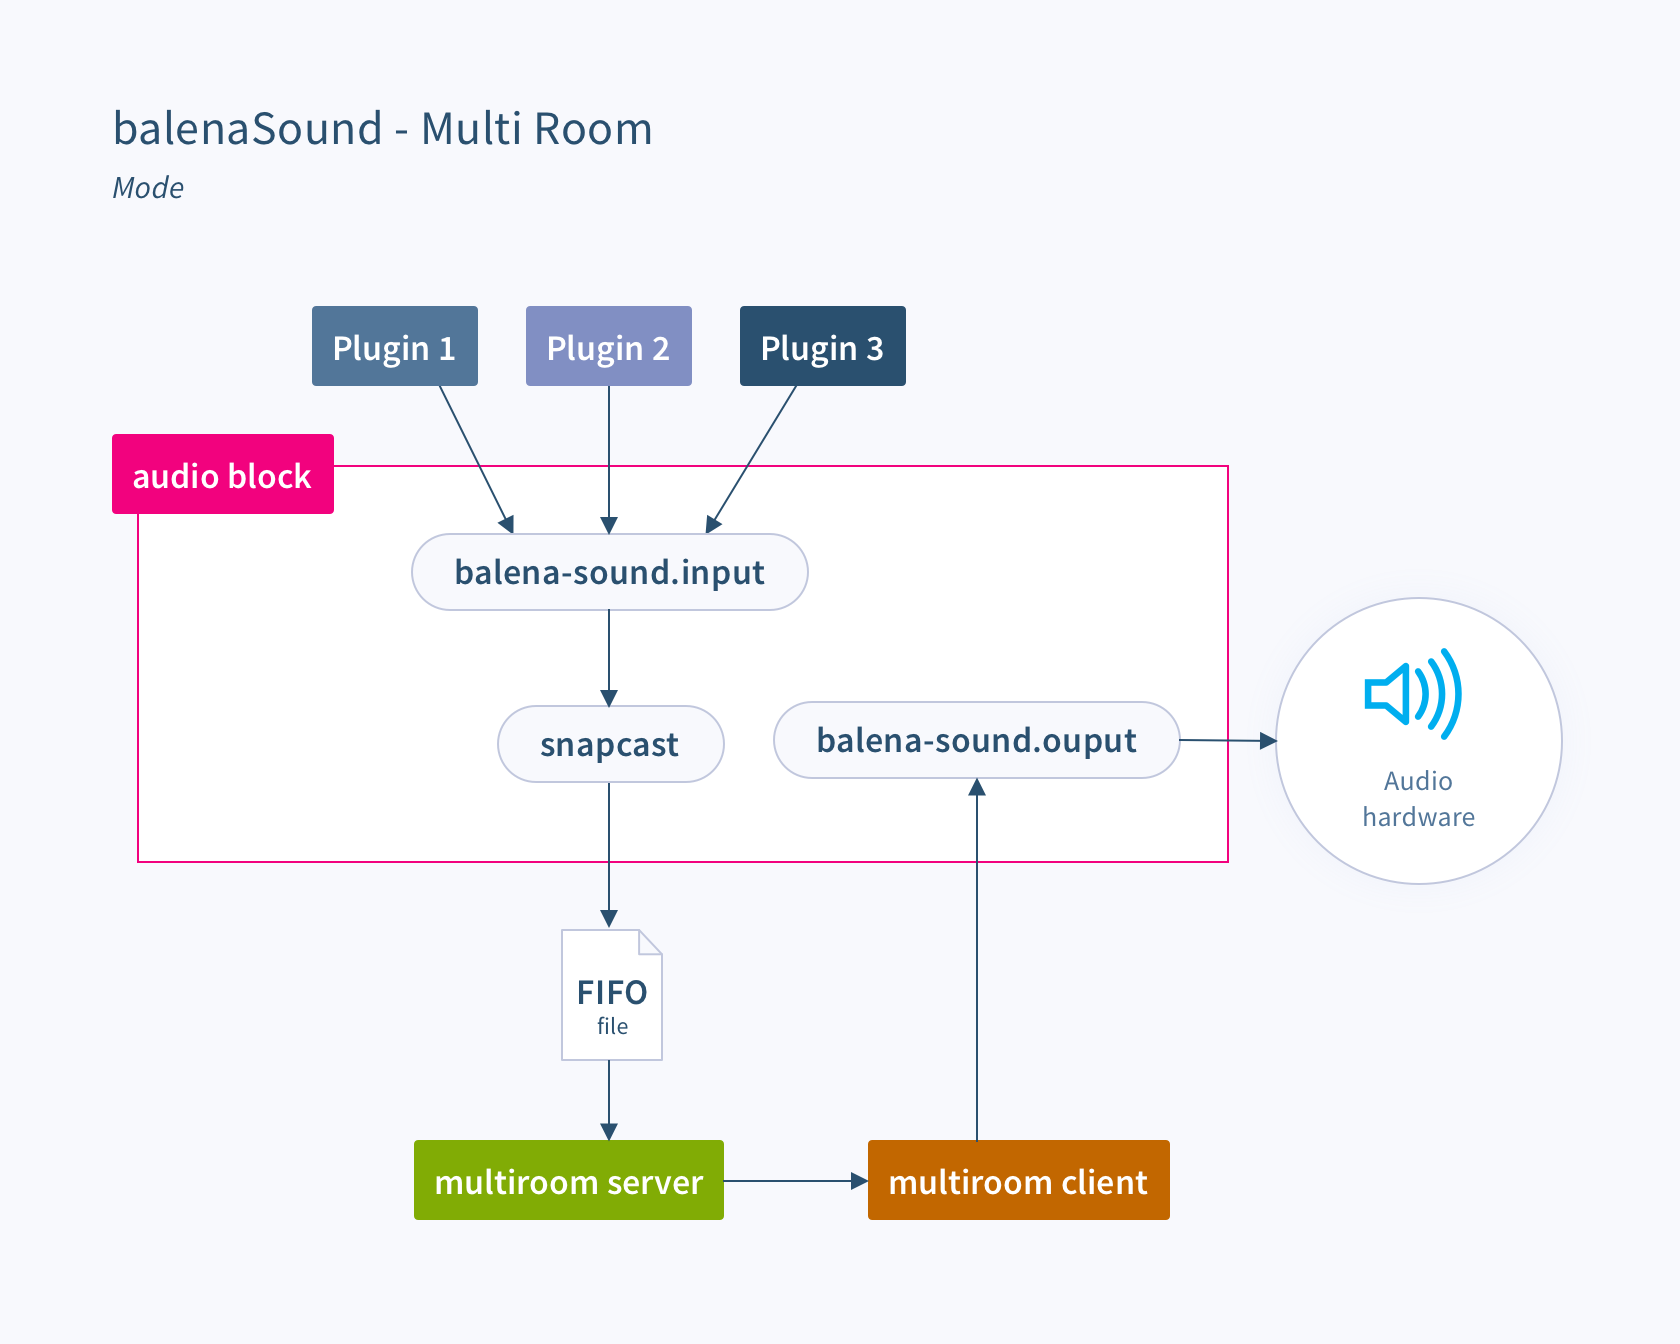 balenaSound - Multi Room
Mode
Plugin 1
Plugin 2
Plugin 3
audio block
balena-sound.input
snapcast
balena-sound.ouput
Audio
hardware
FIFO
file
multiroom server
multiroom client